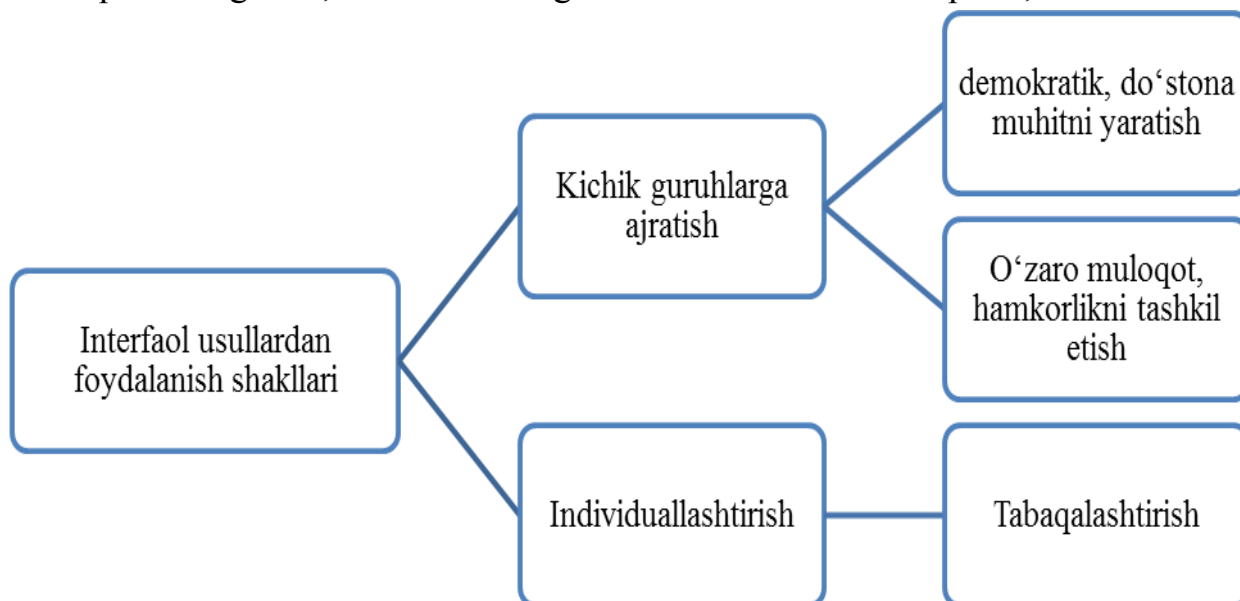 demokratik, do‘stona
muhitni yaratish
Kichik guruhlarga
ajratish
O‘zaro muloqot,
hamkorlikni tashkil
etish
Interfaol usullardan
foydalanish shakllari
Individuallashtirish
Tabaqalashtirish